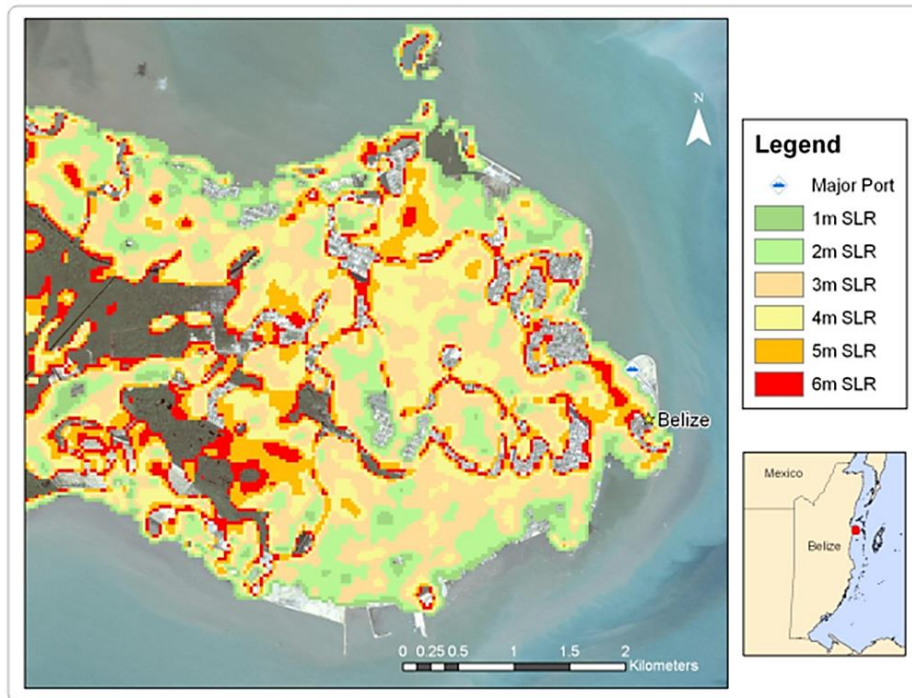 N
Belize
0 0.25 0.5 1 1.5 2
Kilometers
Legend
Major Port
1m SLR
2m SLR
3m SLR
4m SLR
5m SLR
6m SLR
Mexico
Belize